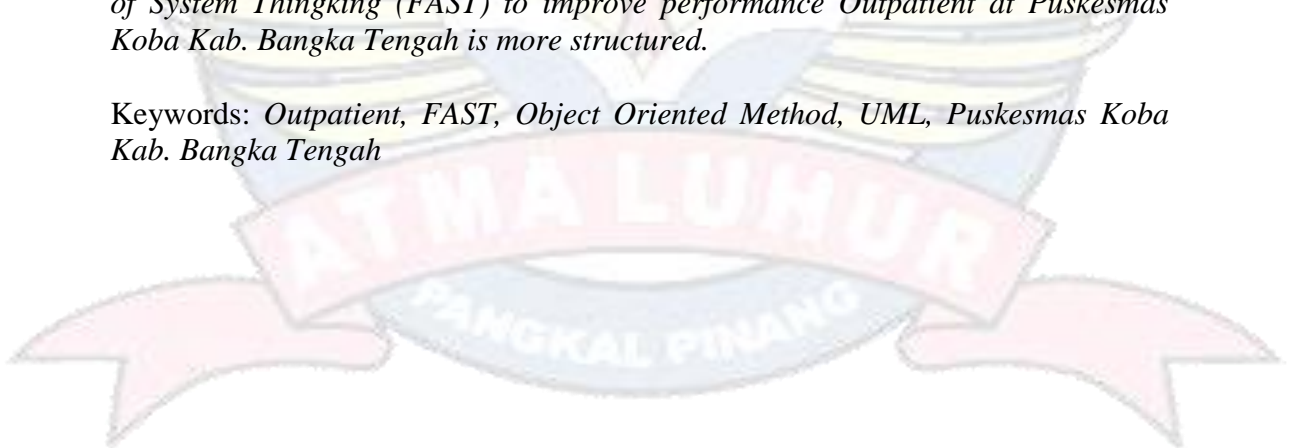 of System Thingking (FAST) to improve performance Outpatient at Puskesmas
Koba Kab. Bangka Tengah is more structured.
Keywords: Outpatient, FAST, Object Oriented Method, UML, Puskesmas Koba
Kab. Bangka Tengah
ATMA LUHUR
PANGKAL PINANG